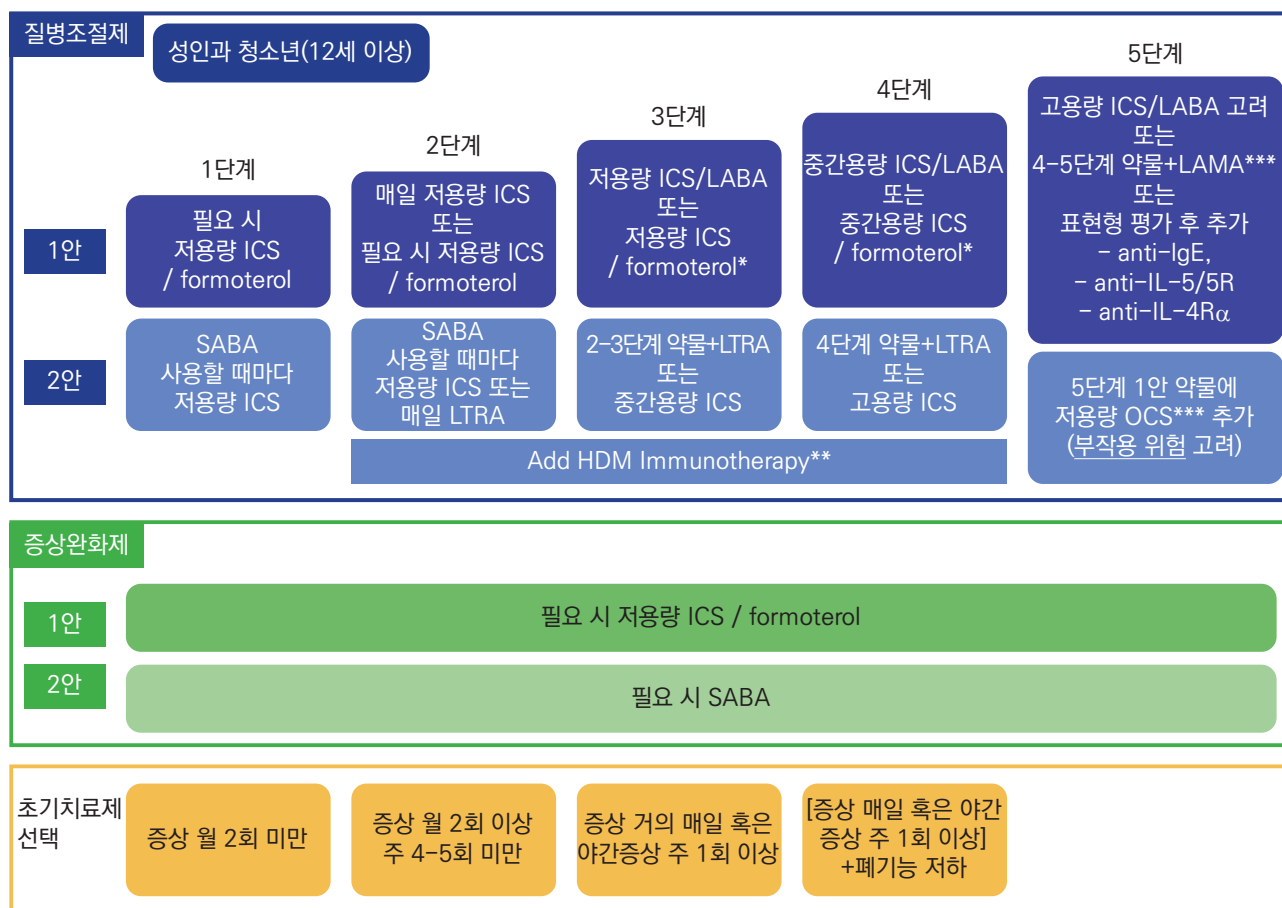 질병조절제
성인과 청소년(12세 이상)
1단계
2단계
3단계
4단계
5단계
1안
필요 시
저용량 ICS
/ formoterol
매일 저용량 ICS
또는
필요 시 저용량 ICS
/ formoterol
저용량 ICS/LABA
또는
저용량 ICS
/ formoterol*
중간용량 ICS/LABA
또는
중간용량 ICS
/ formoterol*
고용량 ICS/LABA 고려
또는
4-5단계 약물+LAMA***
또는
표현형 평가 후 추가
- anti-IgE,
- anti-IL-5/5R
- anti-IL-4Rα
2안
SABA
사용할 때마다
저용량 ICS
SABA
사용할 때마다
저용량 ICS 또는
매일 LTRA
2-3단계 약물+LTRA
또는
중간용량 ICS
4단계 약물+LTRA
또는
고용량 ICS
5단계 1안 약물에
저용량 OCS*** 추가
(부작용 위험 고려)
Add HDM Immunotherapy**
증상완화제
1안
필요 시 저용량 ICS / formoterol
2안
필요 시 SABA
초기치료제
선택
증상 월 2회 미만
증상 월 2회 이상
주 4-5회 미만
증상 거의 매일 혹은
야간증상 주 1회 이상
[증상 매일 혹은 야간
증상 주 1회 이상]
+폐기능 저하